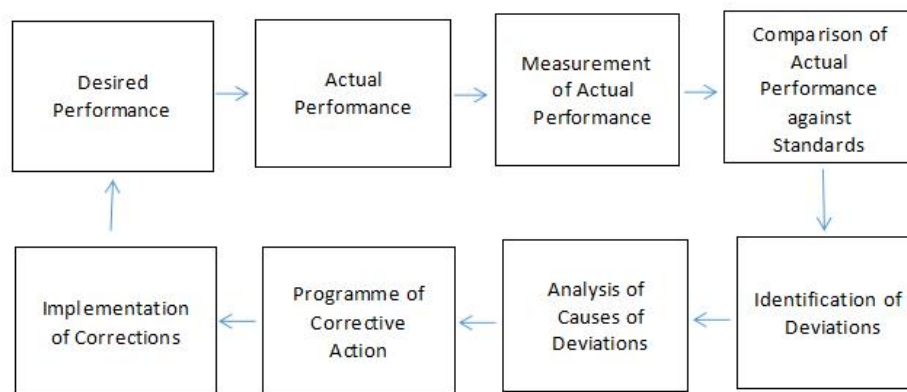 Desired
Performance
Actual
Performance
Measurement
of Actual
Performance
Comparison of
Actual
Performance
against
Standards
Implementation
of Corrections
Programme of
Corrective
Action
Analysis of
Causes of
Deviations
Identification of
Deviations